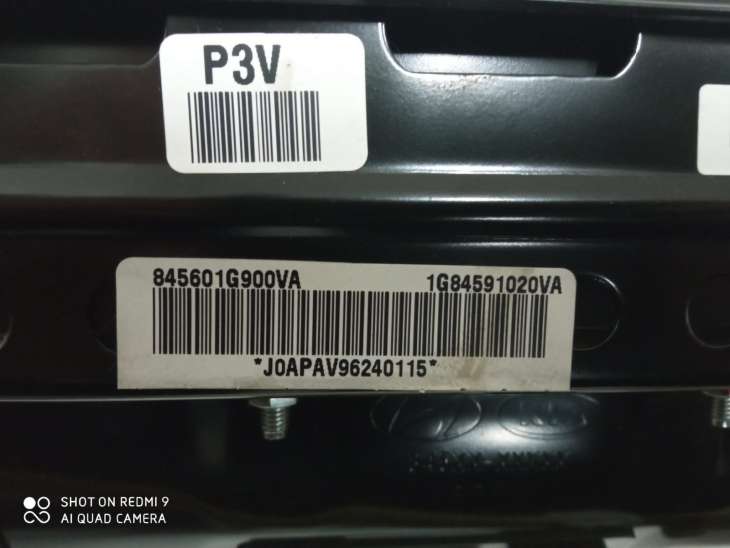 P3V
845601G900VA 1G84591020VA
*J0APAV96240115*
SHOT ON REDMI 9
AI QUAD CAMERA